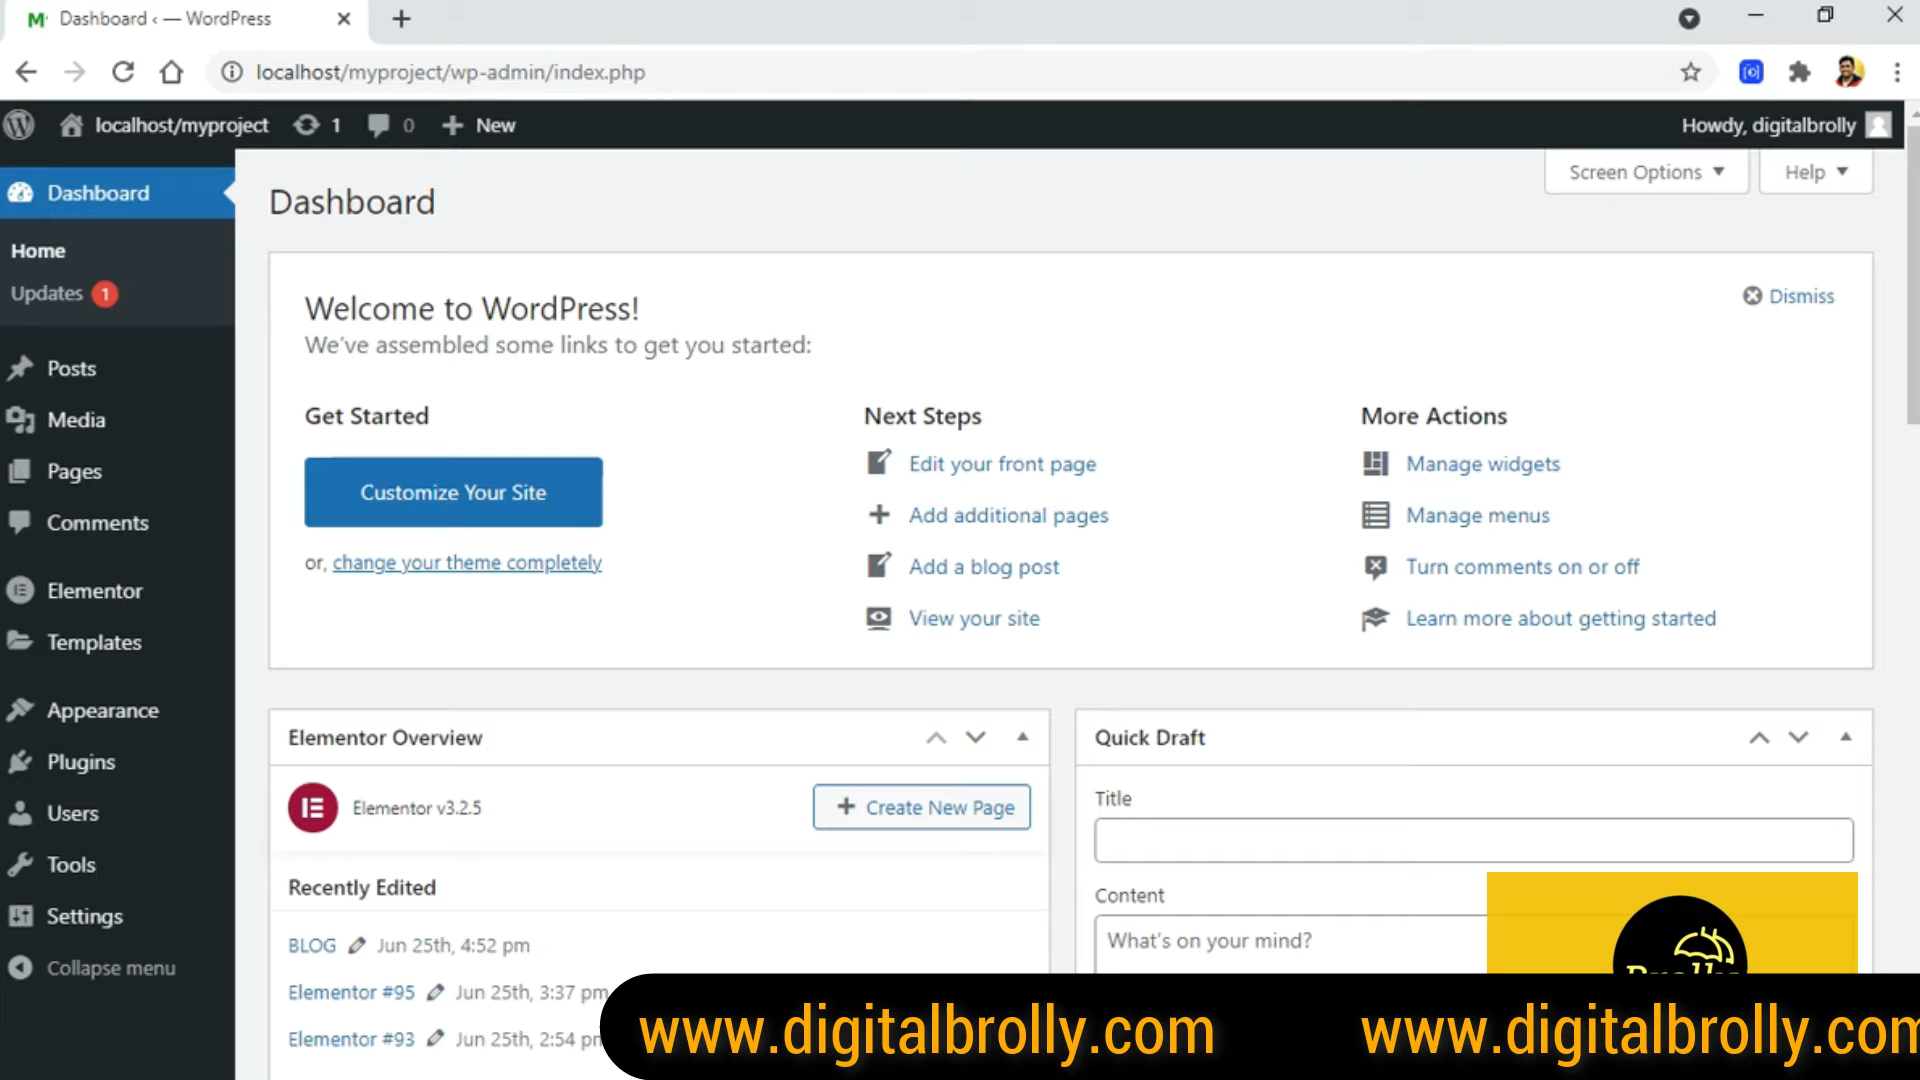 Dashboard ‹ — WordPress
localhost/myproject/wp-admin/index.php
localhost/myproject 1 0 New
Howdy, digitalbrolly
Screen Options Help
Dashboard
Home
Updates 1
Posts
Media
Pages
Comments
Elementor
Templates
Appearance
Plugins
Users
Tools
Settings
Collapse menu
Dashboard
Welcome to WordPress!
We've assembled some links to get you started:
Dismiss
Get Started
Customize Your Site
or, change your theme completely
Next Steps
Edit your front page
Add additional pages
Add a blog post
View your site
More Actions
Manage widgets
Manage menus
Turn comments on or off
Learn more about getting started
Elementor Overview
Elementor v3.2.5
Create New Page
Recently Edited
BLOG Jun 25th, 4:52 pm
Elementor #95 Jun 25th, 3:37 pm
Elementor #93 Jun 25th, 2:54 pm
Quick Draft
Title
Content
What's on your mind?
Brolly
www.digitalbrolly.com
www.digitalbrolly.com